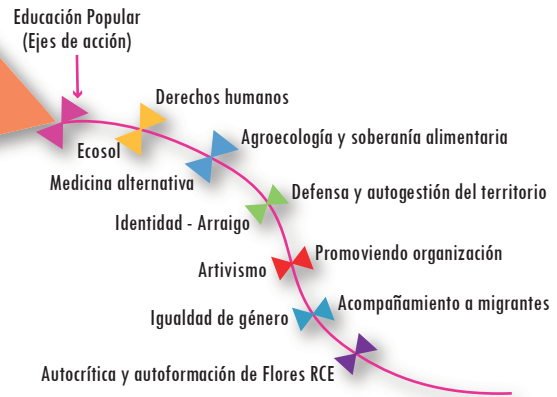 Educación Popular
(Ejes de acción)
Derechos humanos
Ecosol
Agroecología y soberanía alimentaria
Medicina alternativa
Defensa y autogestión del territorio
Identidad - Arraigo
Promoviendo organización
Artivismo
Acompañamiento a migrantes
Igualdad de género
Autocrítica y autoformación de Flores RCE